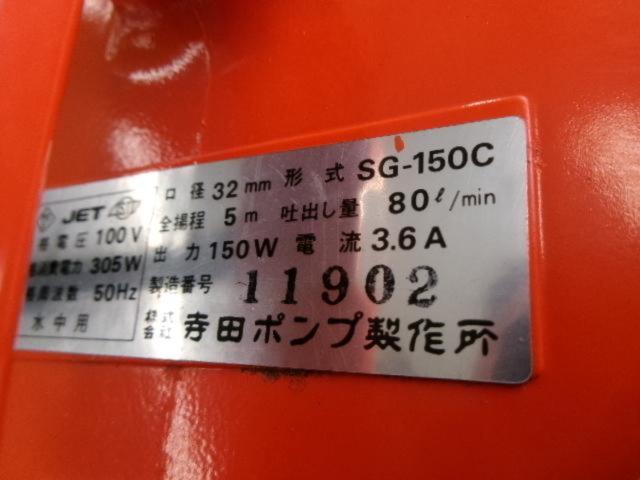 JET
格電圧 100V
費電力 305W
格周波数 50Hz
水中用
口径 32mm 形式 SG-150C
全揚程 5m 吐出し量 80ℓ/min
出力 150W 電流 3.6A
製造番号 11902
株式会社 寺田ポンプ製作所